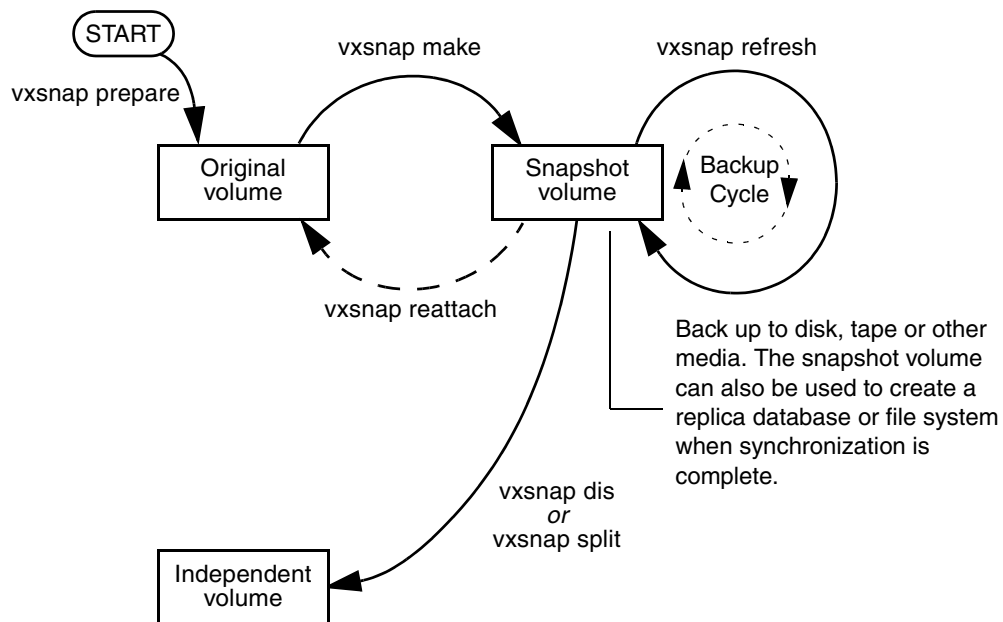 START
vxsnap make
vxsnap refresh
vxsnap prepare
Original
volume
Snapshot
volume
Backup
Cycle
vxsnap reattach
Back up to disk, tape or other
media. The snapshot volume
can also be used to create a
replica database or file system
when synchronization is
complete.
vxsnap dis
or
vxsnap split
Independent
volume